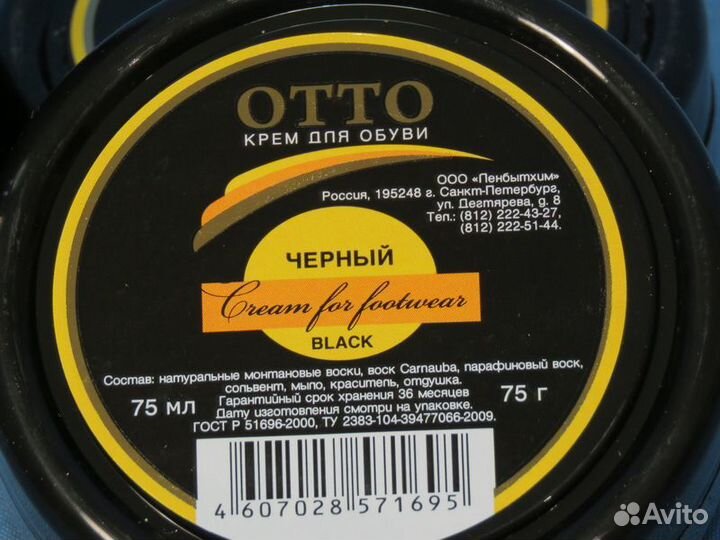 OTTO
КРЕМ ДЛЯ ОБУВИ
ООО «Пенбытхим»
Россия, 195248 г. Санкт-Петербург,
ул. Дегтярева, д. 8
Тел.: (812) 222-43-27,
(812) 222-51-44.
ЧЕРНЫЙ
Cream for footwear
BLACK
Состав: натуральные монтановые воски, воск Carnauba, парафиновый воск,
сольвент, мыло, краситель, отдушка.
Гарантийный срок хранения 36 месяцев
75 мл
Дату изготовления смотри на упаковке.
75 г
ГОСТ Р 51696-2000, ТУ 2383-104-39477066-2009.
4 607028 571695
Avito